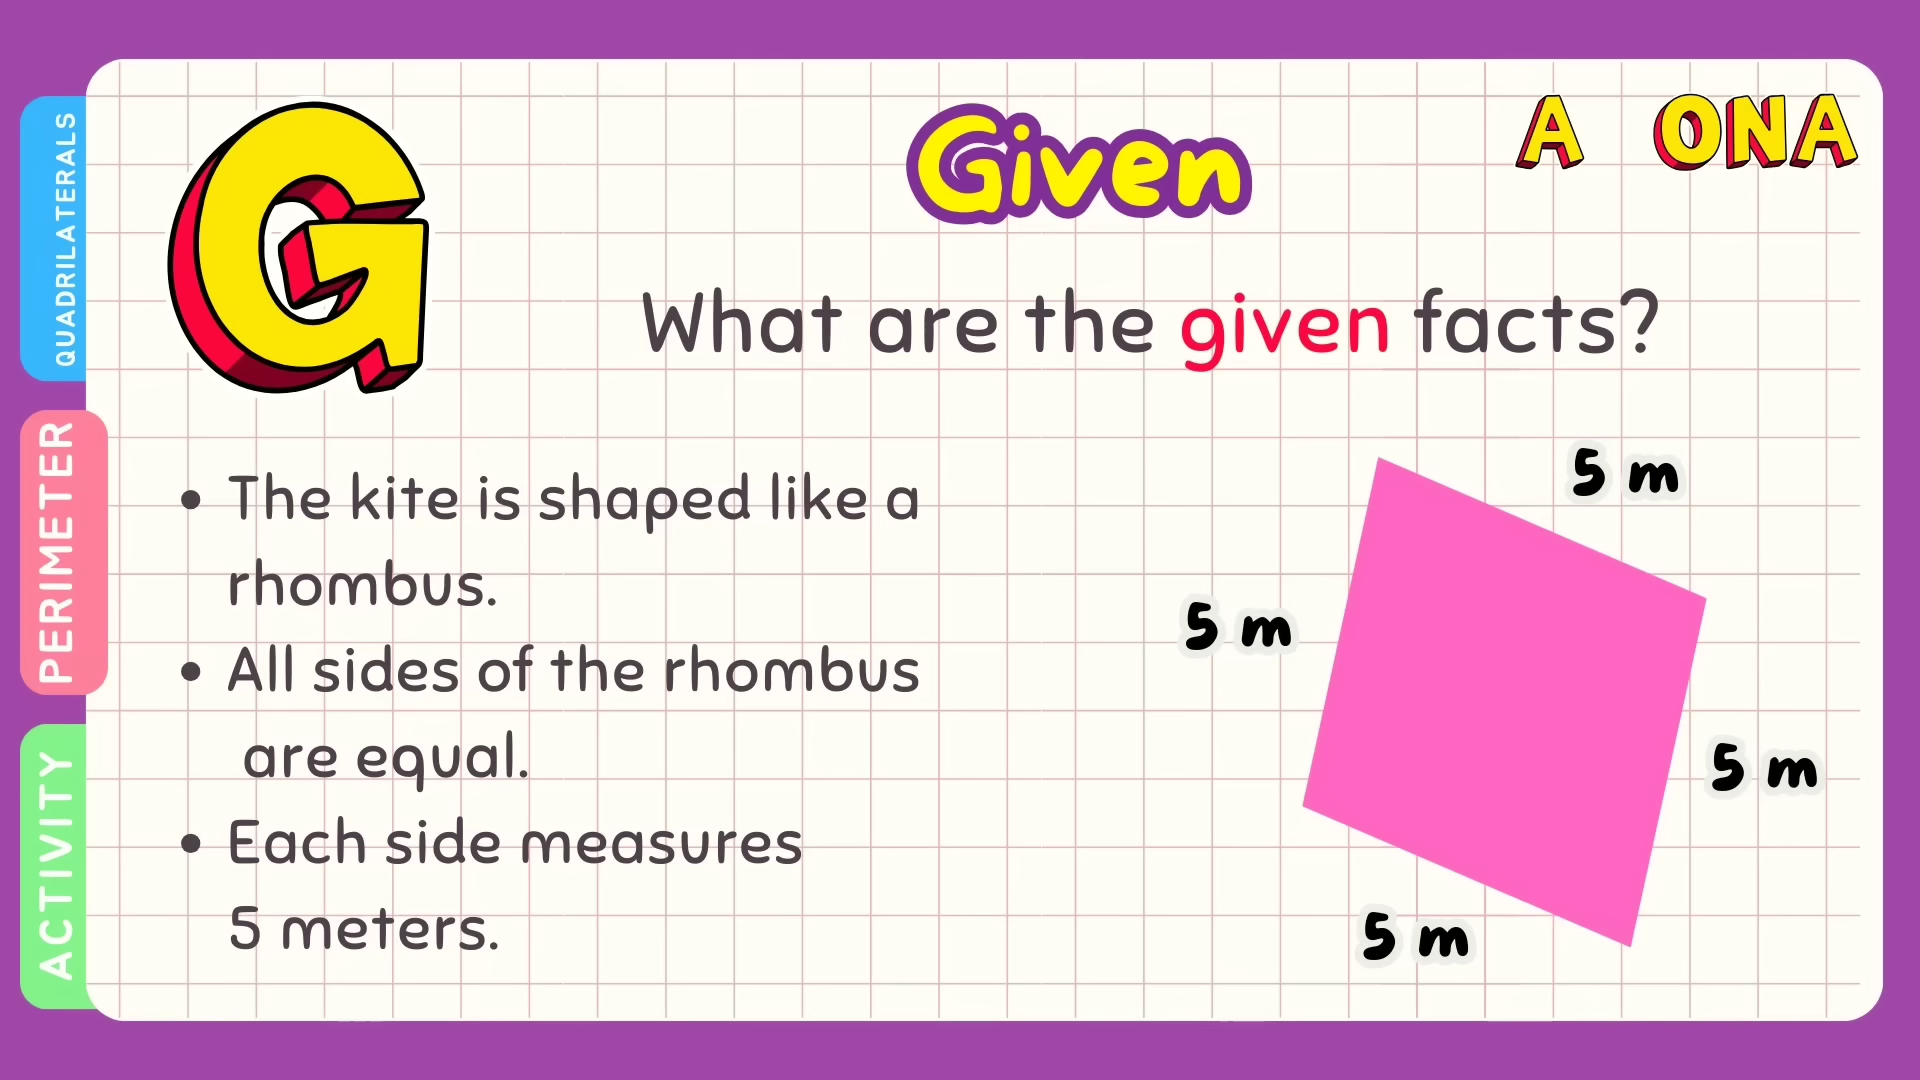 QUADRILATERALS
PERIMETER
ACTIVITY
G
Given
A ONA
What are the given facts?
• The kite is shaped like a
rhombus.
• All sides of the rhombus
are equal.
• Each side measures
5 meters.
5 m
5 m
5 m
5 m